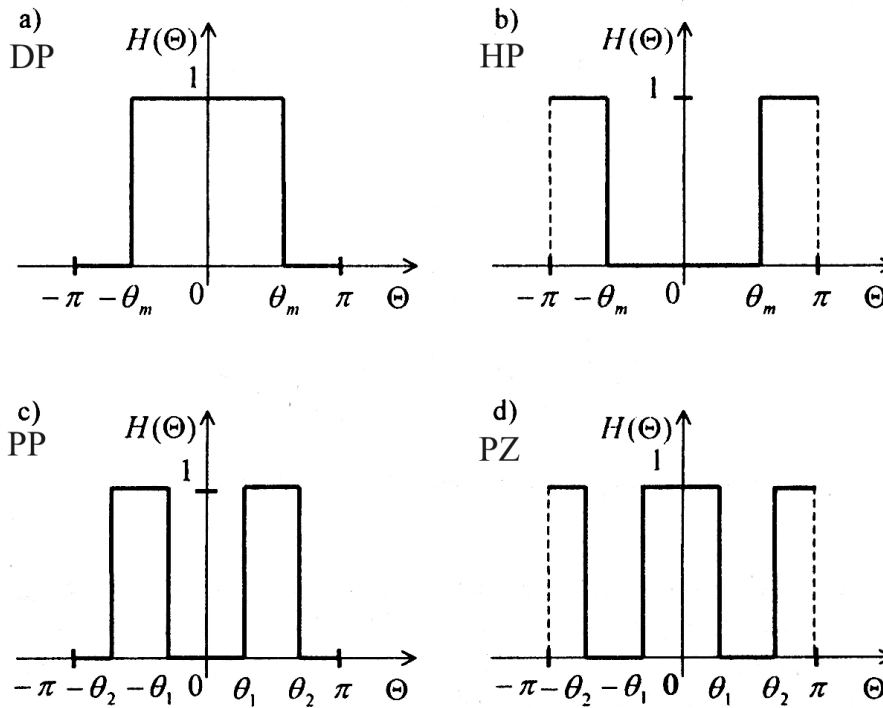 a)
DP
H(Θ)
1
-π -θm 0 θm π Θ
b)
HP
H(Θ)
1
-π -θm 0 θm π Θ
c)
PP
H(Θ)
1
-π -θ2 -θ1 0 θ1 θ2 π Θ
d)
PZ
H(Θ)
1
-π -θ2 -θ1 0 θ1 θ2 π Θ